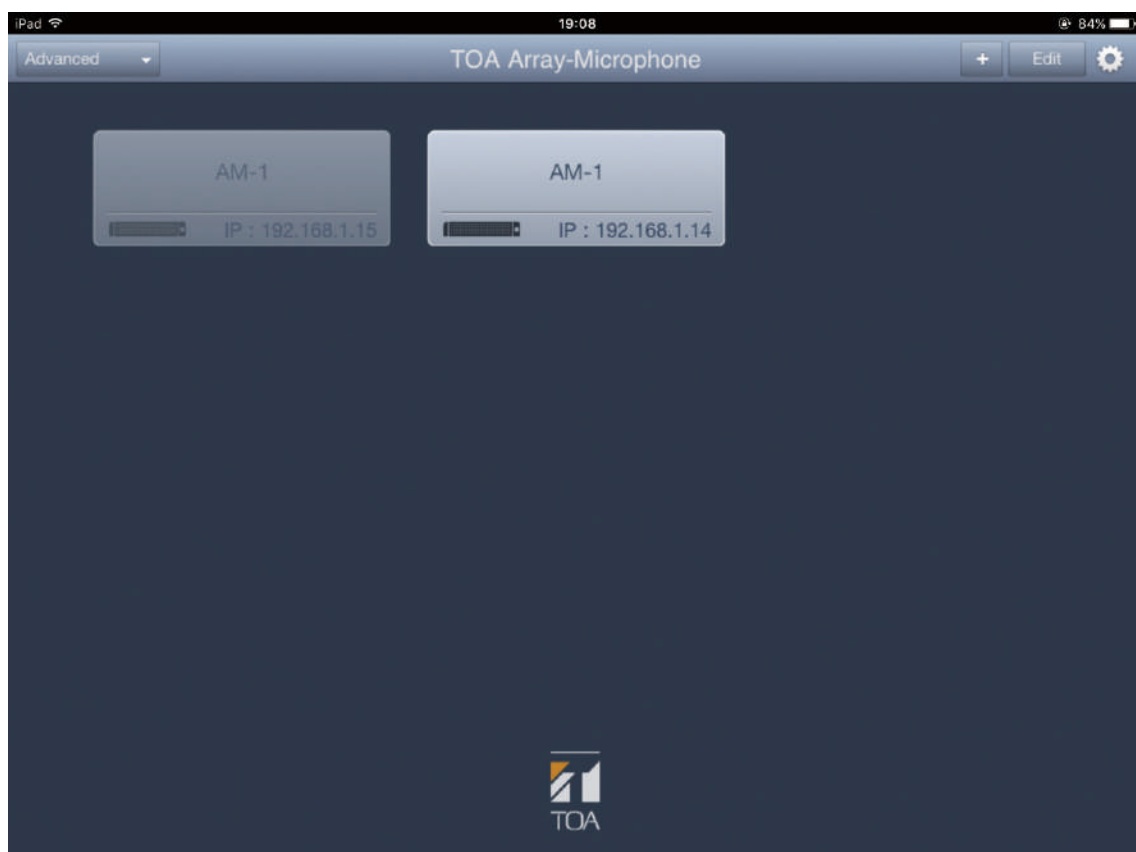 iPad 19:08 84%
Advanced TOA Array-Microphone + Edit
AM-1 AM-1
IP : 192.168.1.15 IP : 192.168.1.14
TOA